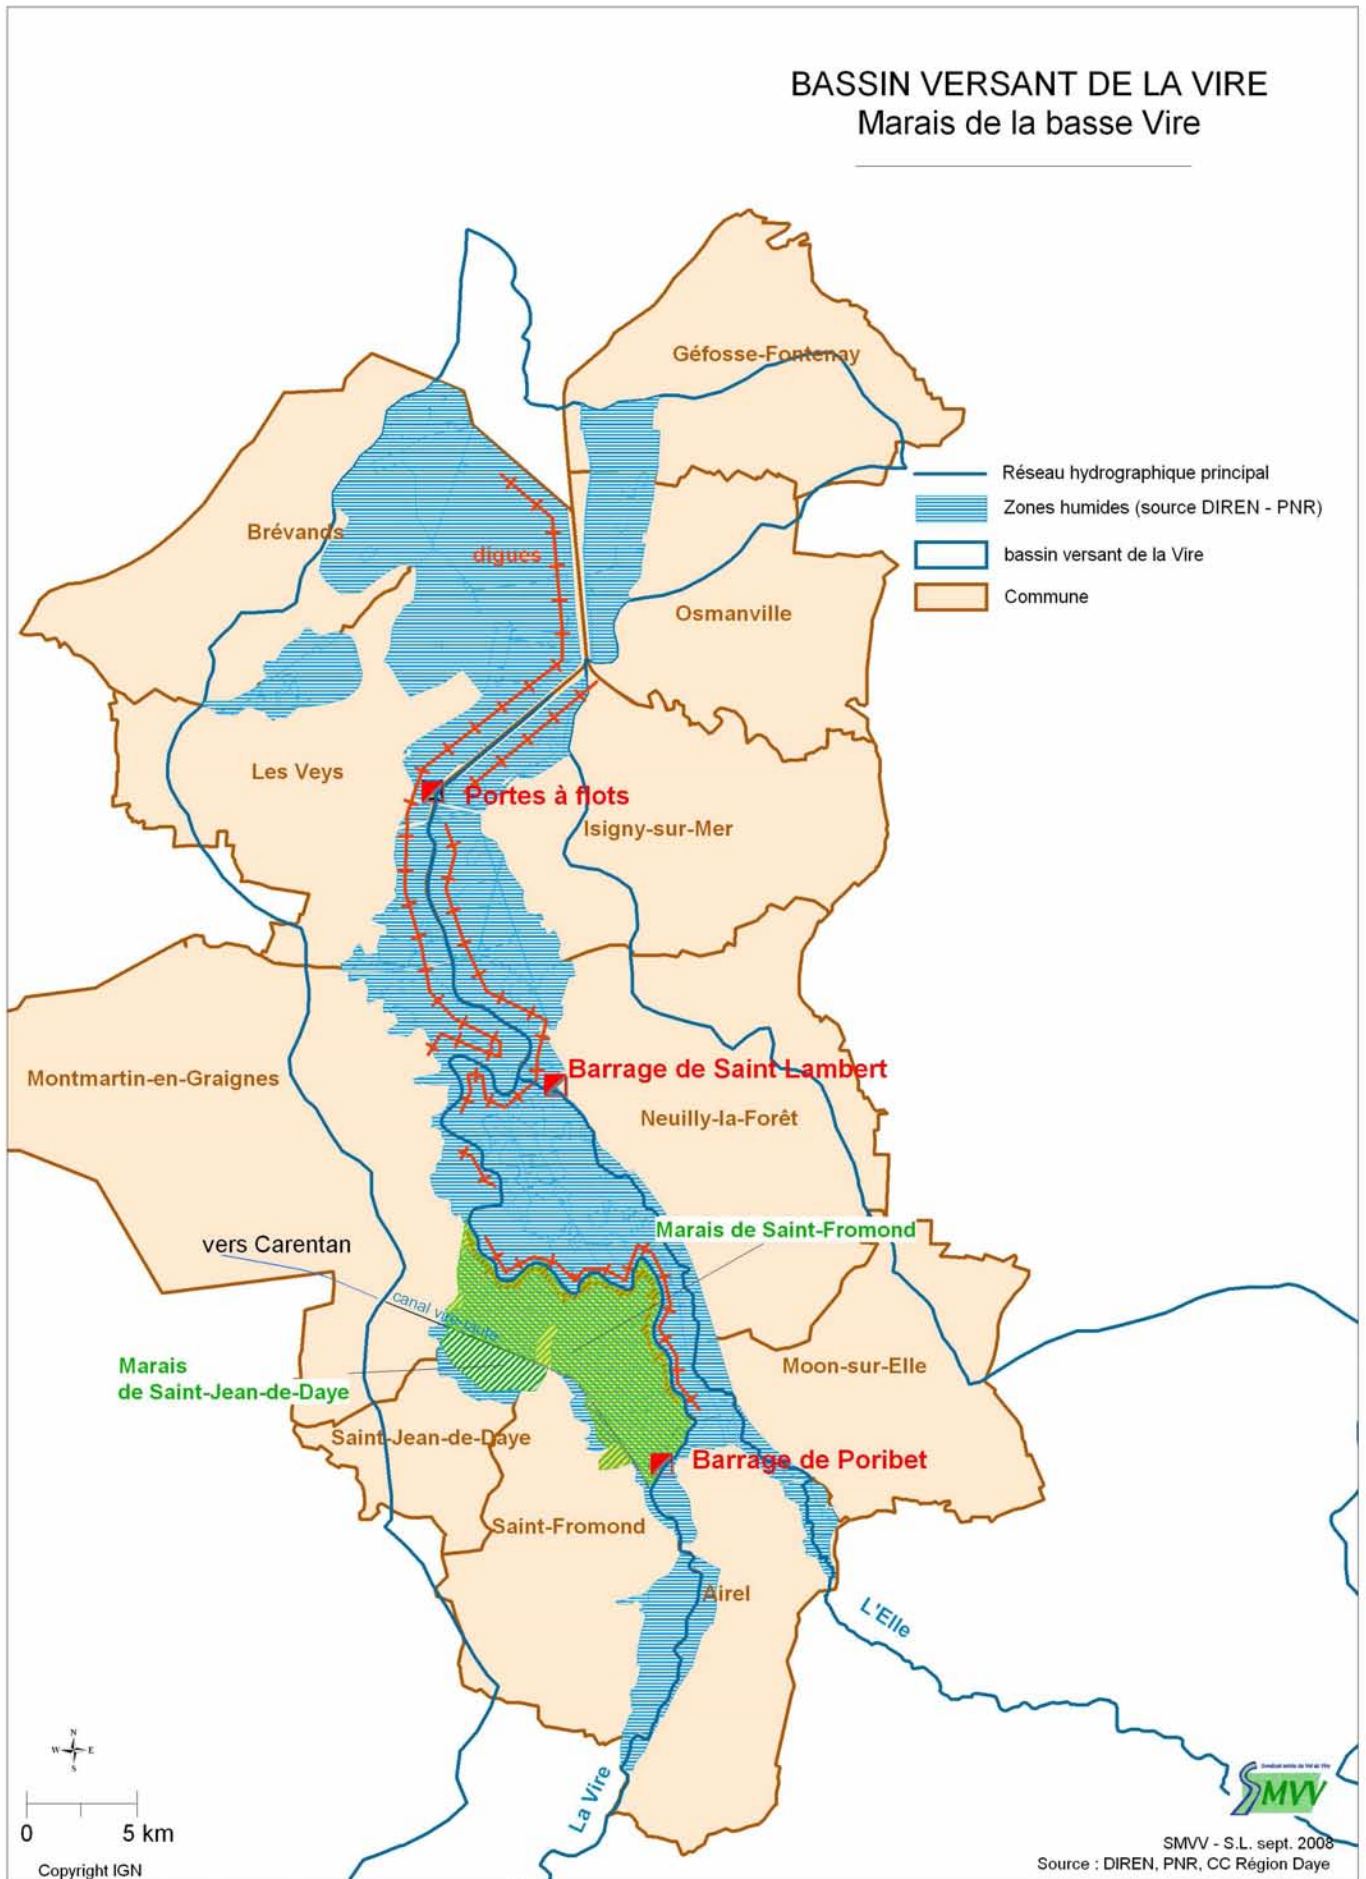 BASSIN VERSANT DE LA VIRE
Marais de la basse Vire
Géfosse-Fontenay
Réseau hydrographique principal
Zones humides (source DIREN - PNR)
bassin versant de la Vire
Commune
Brévands
digues
Osmanville
Les Veys
Portes à flots
Isigny-sur-Mer
Barrage de Saint Lambert
Montmartin-en-Graignes
Neuilly-la-Forêt
Marais de Saint-Fromond
vers Carentan
canal vire-taute
Marais
de Saint-Jean-de-Daye
Moon-sur-Elle
Saint-Jean-de-Daye
Barrage de Poribet
Saint-Fromond
Airel
L'Elle
La Vire
N
W E
S
0 5 km
Copyright IGN
SMVV
SMVV - S.L. sept. 2008
Source : DIREN, PNR, CC Région Daye